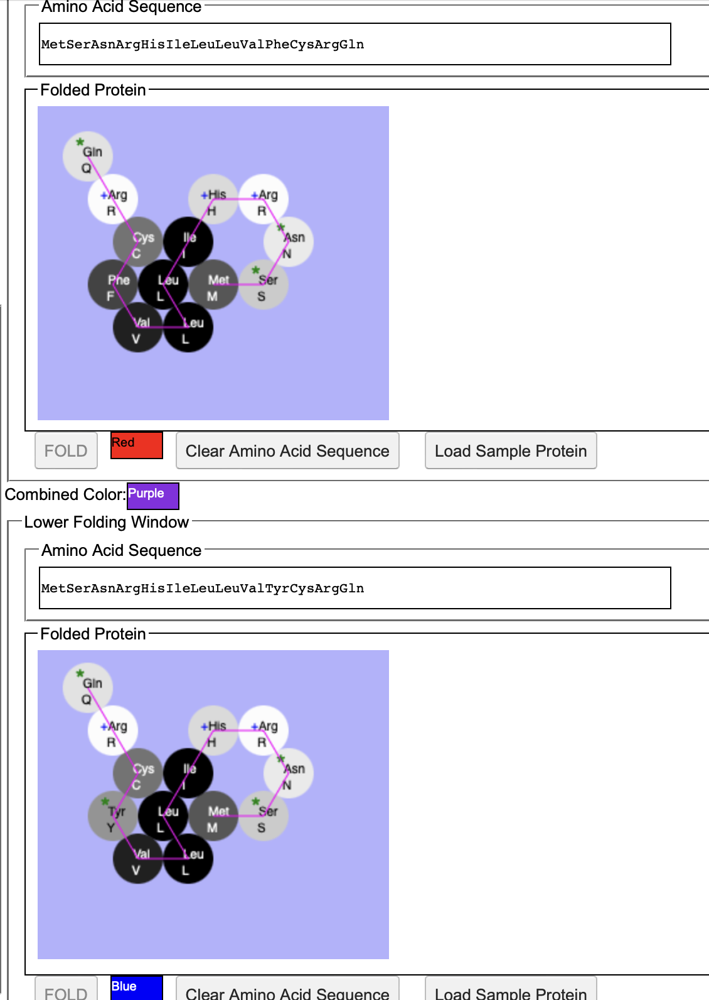 Amino Acid Sequence
MetSerAsnArgHisIleLeuLeuValPheCysArgGln
Folded Protein
*
Gln
Q
+Arg
R
+His
H
+Arg
R
Cys
C
Ile
I
*
Asn
N
Phe
F
Leu
L
Met
M
*
Ser
S
Val
V
Leu
L
FOLD
Red
Clear Amino Acid Sequence
Load Sample Protein
Combined Color:
Purple
Lower Folding Window
Amino Acid Sequence
MetSerAsnArgHisIleLeuLeuValTyrCysArgGln
Folded Protein
*
Gln
Q
+Arg
R
+His
H
+Arg
R
Cys
C
Ile
I
*
Asn
N
*
Tyr
Y
Leu
L
Met
M
*
Ser
S
Val
V
Leu
L
FOLD
Blue
Clear Amino Acid Sequence
Load Sample Protein